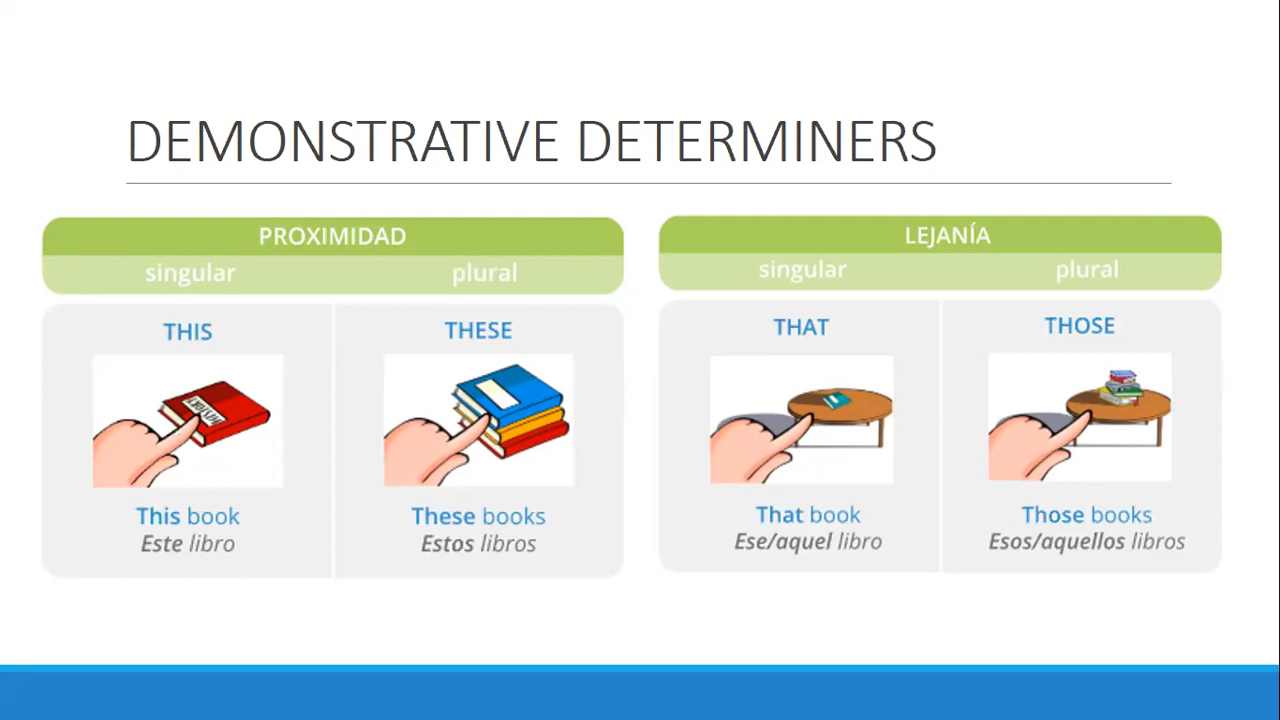 DEMONSTRATIVE DETERMINERS
PROXIMIDAD
singular plural
THIS
HISTORY
This book
Este libro
THESE
These books
Estos libros
LEJANÍA
singular plural
THAT
That book
Ese/aquel libro
THOSE
Those books
Esos/aquellos libros